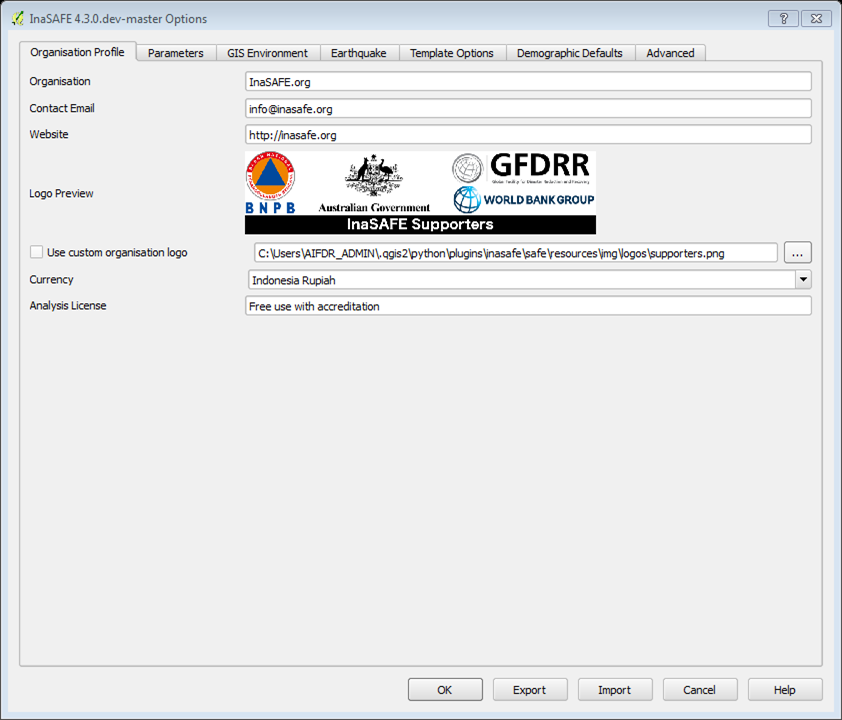 InaSAFE 4.3.0.dev-master Options
?
Organisation Profile Parameters GIS Environment Earthquake Template Options Demographic Defaults Advanced
Organisation InaSAFE.org
Contact Email info@inasafe.org
Website http://inasafe.org
Logo Preview
BNPB
Australian Government
GFDRR
Global Facility for Disaster Reduction and Recovery
WORLD BANK GROUP
InaSAFE Supporters
Use custom organisation logo C:\Users\AIFDR_ADMIN\.qgis2\python\plugins\inasafe\safe\resources\img\logos\supporters.png ...
Currency Indonesia Rupiah
Analysis License Free use with accreditation
OK Export Import Cancel Help